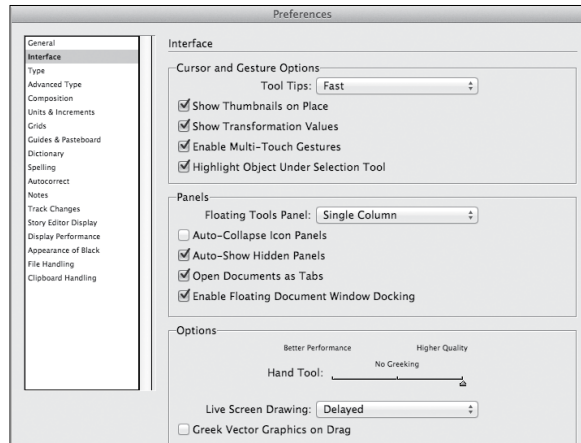 Preferences
General
Interface
Type
Advanced Type
Composition
Units & Increments
Grids
Guides & Pasteboard
Dictionary
Spelling
Autocorrect
Notes
Track Changes
Story Editor Display
Display Performance
Appearance of Black
File Handling
Clipboard Handling
Interface
Cursor and Gesture Options
Tool Tips: Fast
Show Thumbnails on Place
Show Transformation Values
Enable Multi-Touch Gestures
Highlight Object Under Selection Tool
Panels
Floating Tools Panel: Single Column
Auto-Collapse Icon Panels
Auto-Show Hidden Panels
Open Documents as Tabs
Enable Floating Document Window Docking
Options
Better Performance Higher Quality
No Greeking
Hand Tool:
Live Screen Drawing: Delayed
Greek Vector Graphics on Drag